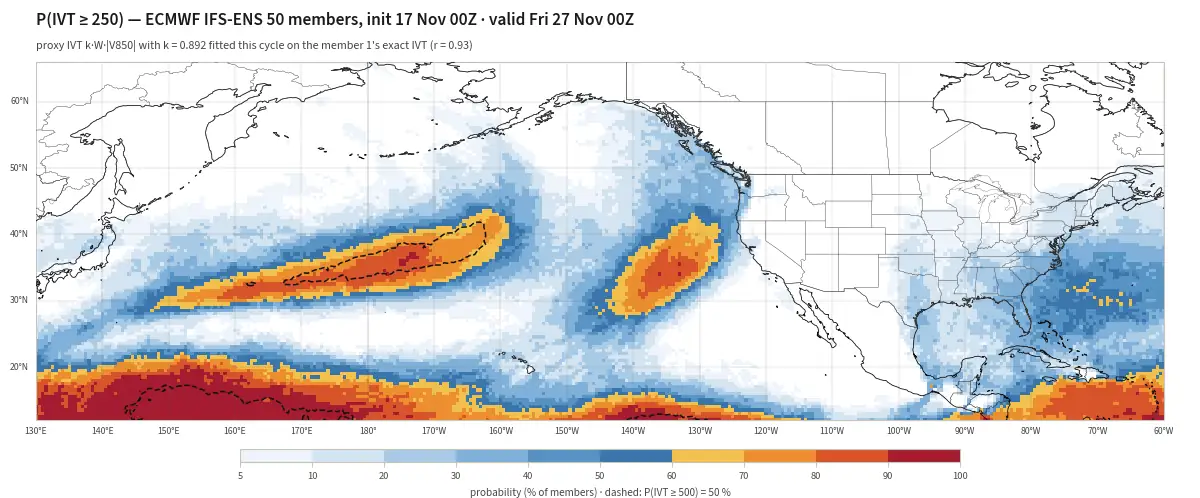 P(IVT ≥ 250) — ECMWF IFS-ENS 50 members, init 17 Nov 00Z · valid Fri 27 Nov 00Z
proxy IVT k·W·|V850| with k = 0.892 fitted this cycle on the member 1's exact IVT (r = 0.93)
60°N
50°N
40°N
30°N
20°N
130°E 140°E 150°E 160°E 170°E 180° 170°W 160°W 150°W 140°W 130°W 120°W 110°W 100°W 90°W 80°W 70°W 60°W
5 10 20 30 40 50 60 70 80 90 100
probability (% of members) · dashed: P(IVT ≥ 500) = 50 %